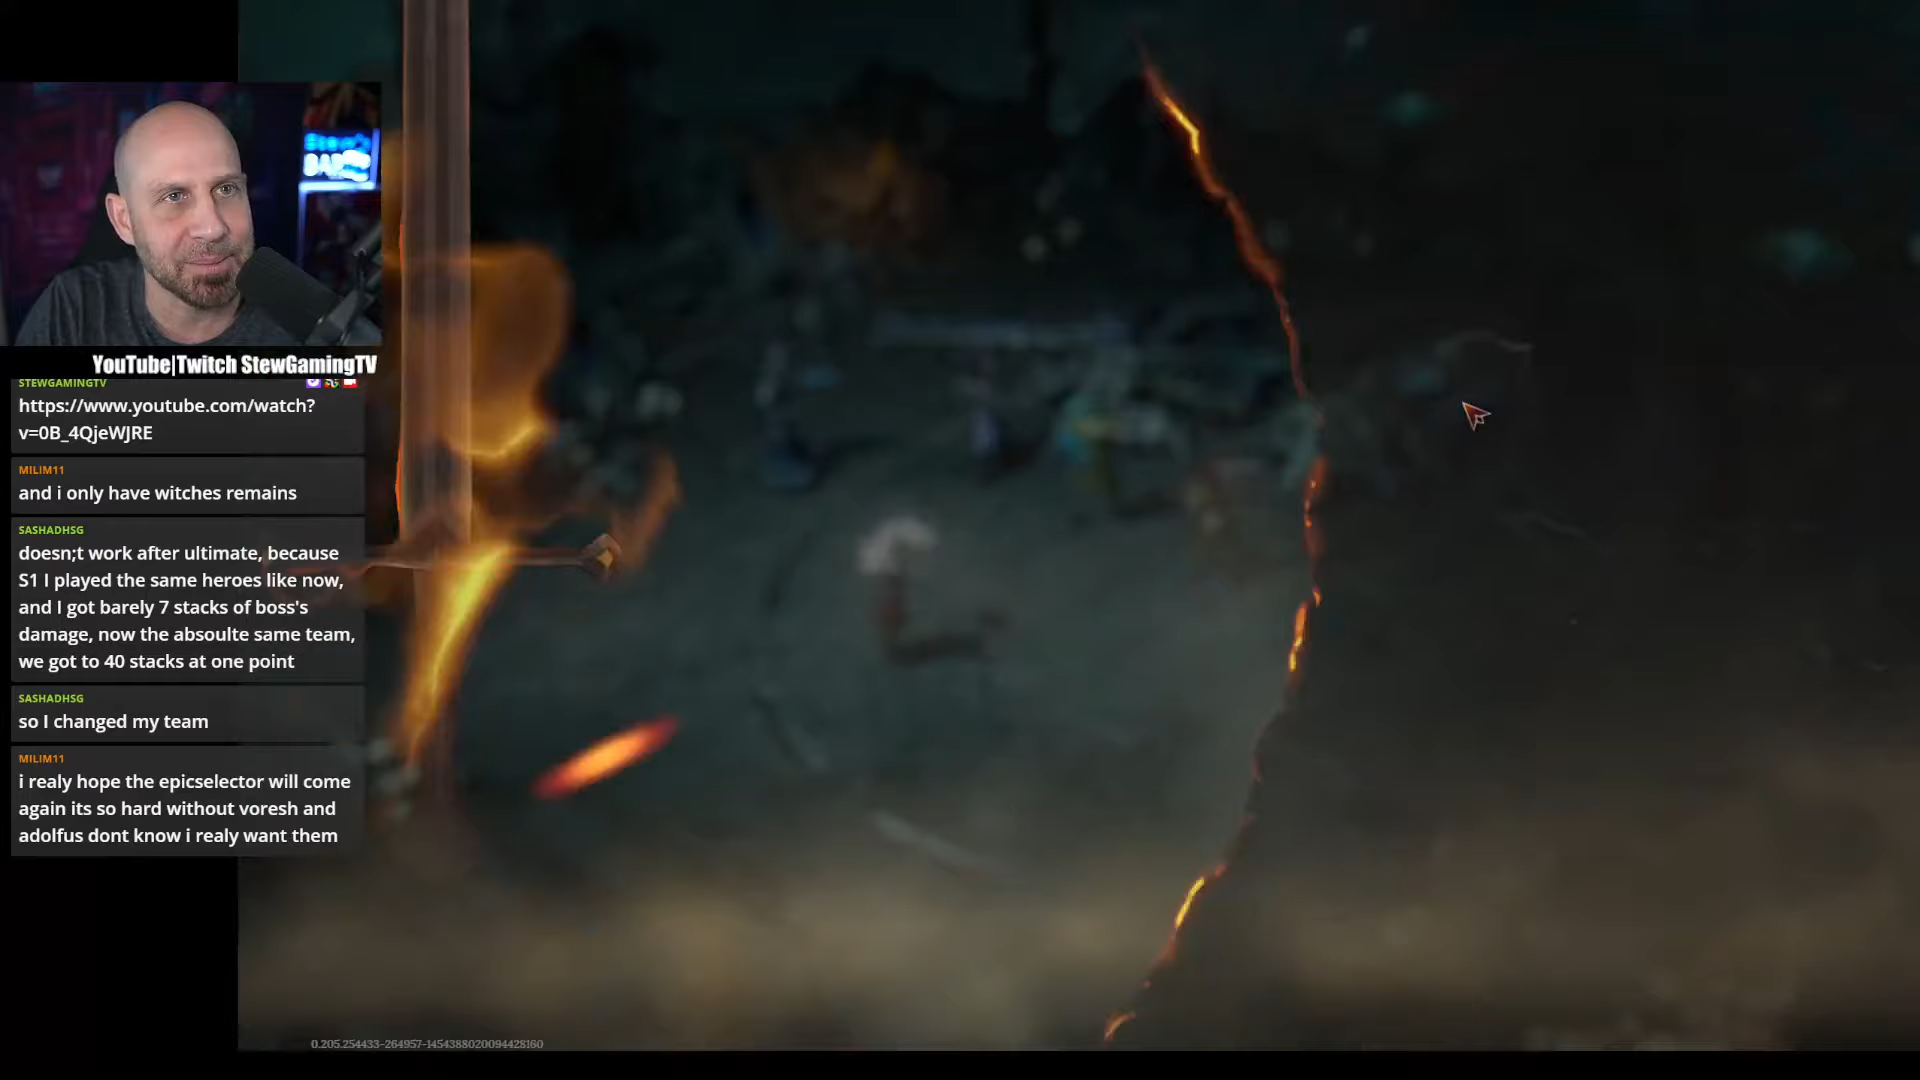 Stew's
BAR
YouTube|Twitch StewGamingTV
STEWGAMINGTV
https://www.youtube.com/watch?
v=0B_4QjeWJRE
MILIM11
and i only have witches remains
SASHADHSG
doesn;t work after ultimate, because
S1 I played the same heroes like now,
and I got barely 7 stacks of boss's
damage, now the absoulte same team,
we got to 40 stacks at one point
SASHADHSG
so I changed my team
MILIM11
i realy hope the epicselector will come
again its so hard without voresh and
adolfus dont know i realy want them
0.205.254433-264957-1454388020094428160